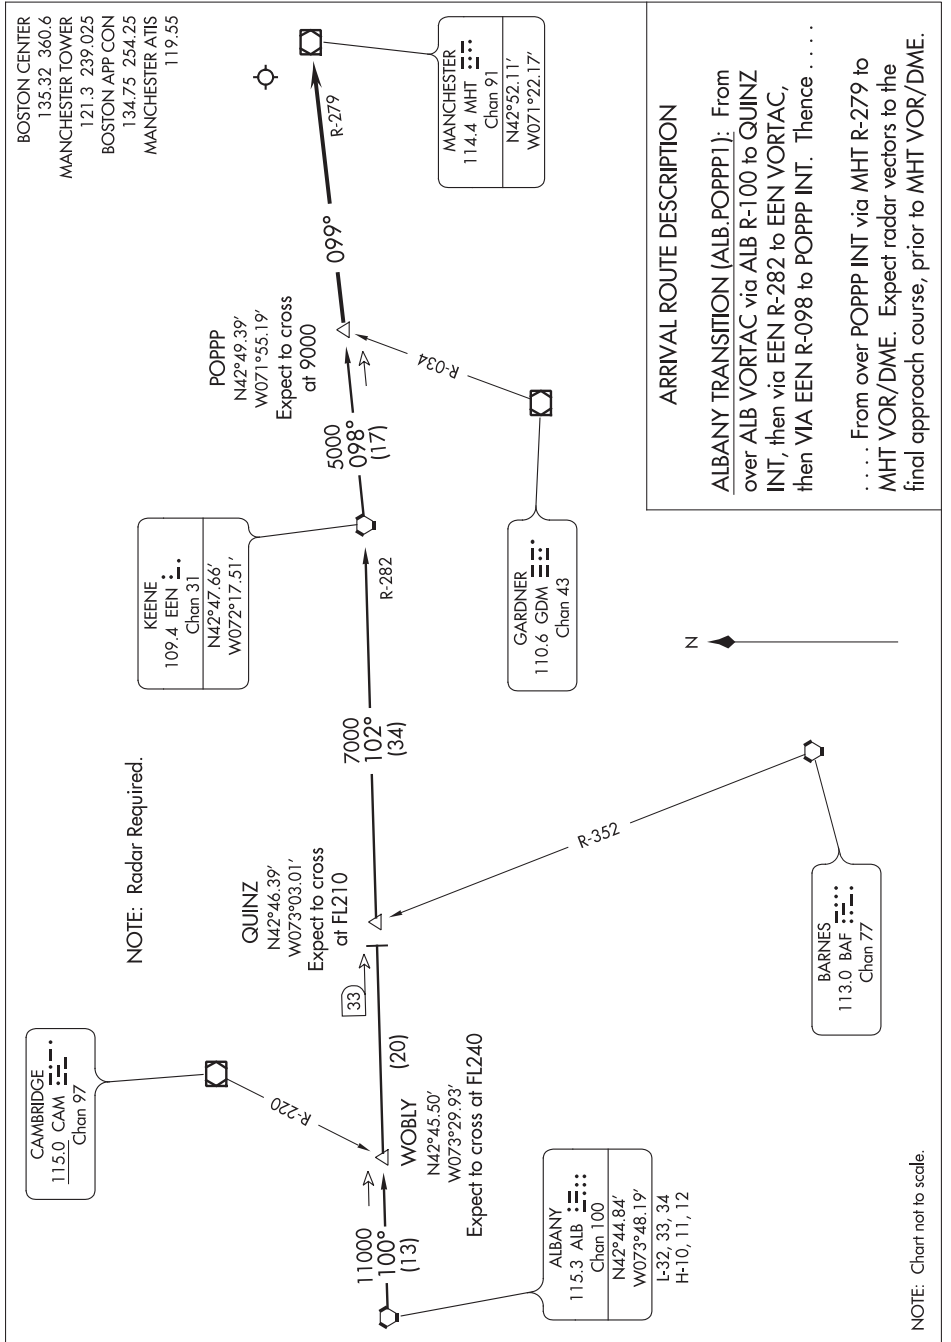 BOSTON CENTER
135.32 360.6
MANCHESTER TOWER
121.3 239.025
BOSTON APP CON
134.75 254.25
MANCHESTER ATIS
119.55
MANCHESTER
114.4 MHT
Chan 91
N42°52.11′
W071°22.17′
R-279
099°
POPPP
N42°49.39′
W071°55.19′
Expect to cross
at 9000
R-034
5000
098°
(17)
KEENE
109.4 EEN
Chan 31
N42°47.66′
W072°17.51′
R-282
GARDNER
110.6 GDM
Chan 43
N
7000
102°
(34)
NOTE: Radar Required.
QUINZ
N42°46.39′
W073°03.01′
Expect to cross
at FL210
R-352
BARNES
113.0 BAF
Chan 77
33
(20)
CAMBRIDGE
115.0 CAM
Chan 97
R-220
WOBLY
N42°45.50′
W073°29.93′
Expect to cross at FL240
11000
100°
(13)
ALBANY
115.3 ALB
Chan 100
N42°44.84′
W073°48.19′
L-32, 33, 34
H-10, 11, 12
NOTE: Chart not to scale.
ARRIVAL ROUTE DESCRIPTION
ALBANY TRANSITION (ALB.POPPP1): From
over ALB VORTAC via ALB R-100 to QUINZ
INT, then via EEN R-282 to EEN VORTAC,
then VIA EEN R-098 to POPPP INT. Thence . . . .
. . . . From over POPPP INT via MHT R-279 to
MHT VOR/DME. Expect radar vectors to the
final approach course, prior to MHT VOR/DME.